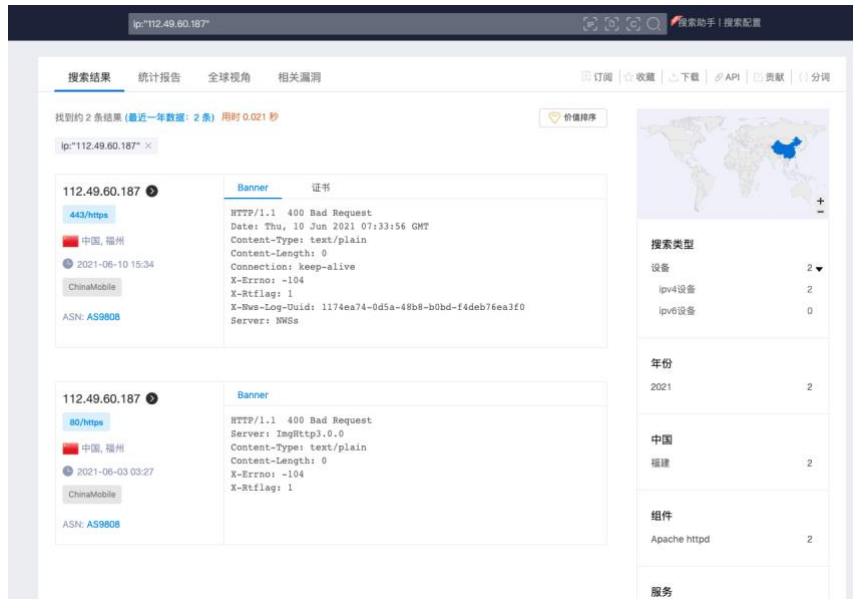 ip:"112.49.60.187"
搜索助手 | 搜索配置
搜索结果 统计报告 全球视角 相关漏洞
订阅 收藏 下载 API 贡献 分词
找到约 2 条结果 (最近一年数据：2 条) 用时 0.021 秒
价值排序
ip:"112.49.60.187" ×
112.49.60.187
443/https
中国, 福州
2021-06-10 15:34
ChinaMobile
ASN: AS9808
Banner 证书
HTTP/1.1 400 Bad Request
Date: Thu, 10 Jun 2021 07:33:56 GMT
Content-Type: text/plain
Content-Length: 0
Connection: keep-alive
X-Errno: -104
X-Rtflag: 1
X-Nws-Log-Uuid: 1174ea74-0d5a-48b8-b0bd-f4deb76ea3f0
Server: NWSs
112.49.60.187
80/https
中国, 福州
2021-06-03 03:27
ChinaMobile
ASN: AS9808
Banner
HTTP/1.1 400 Bad Request
Server: ImgHttp3.0.0
Content-Type: text/plain
Content-Length: 0
X-Errno: -104
X-Rtflag: 1
+
−
搜索类型
设备 2
ipv4设备 2
ipv6设备 0
年份
2021 2
中国
福建 2
组件
Apache httpd 2
服务